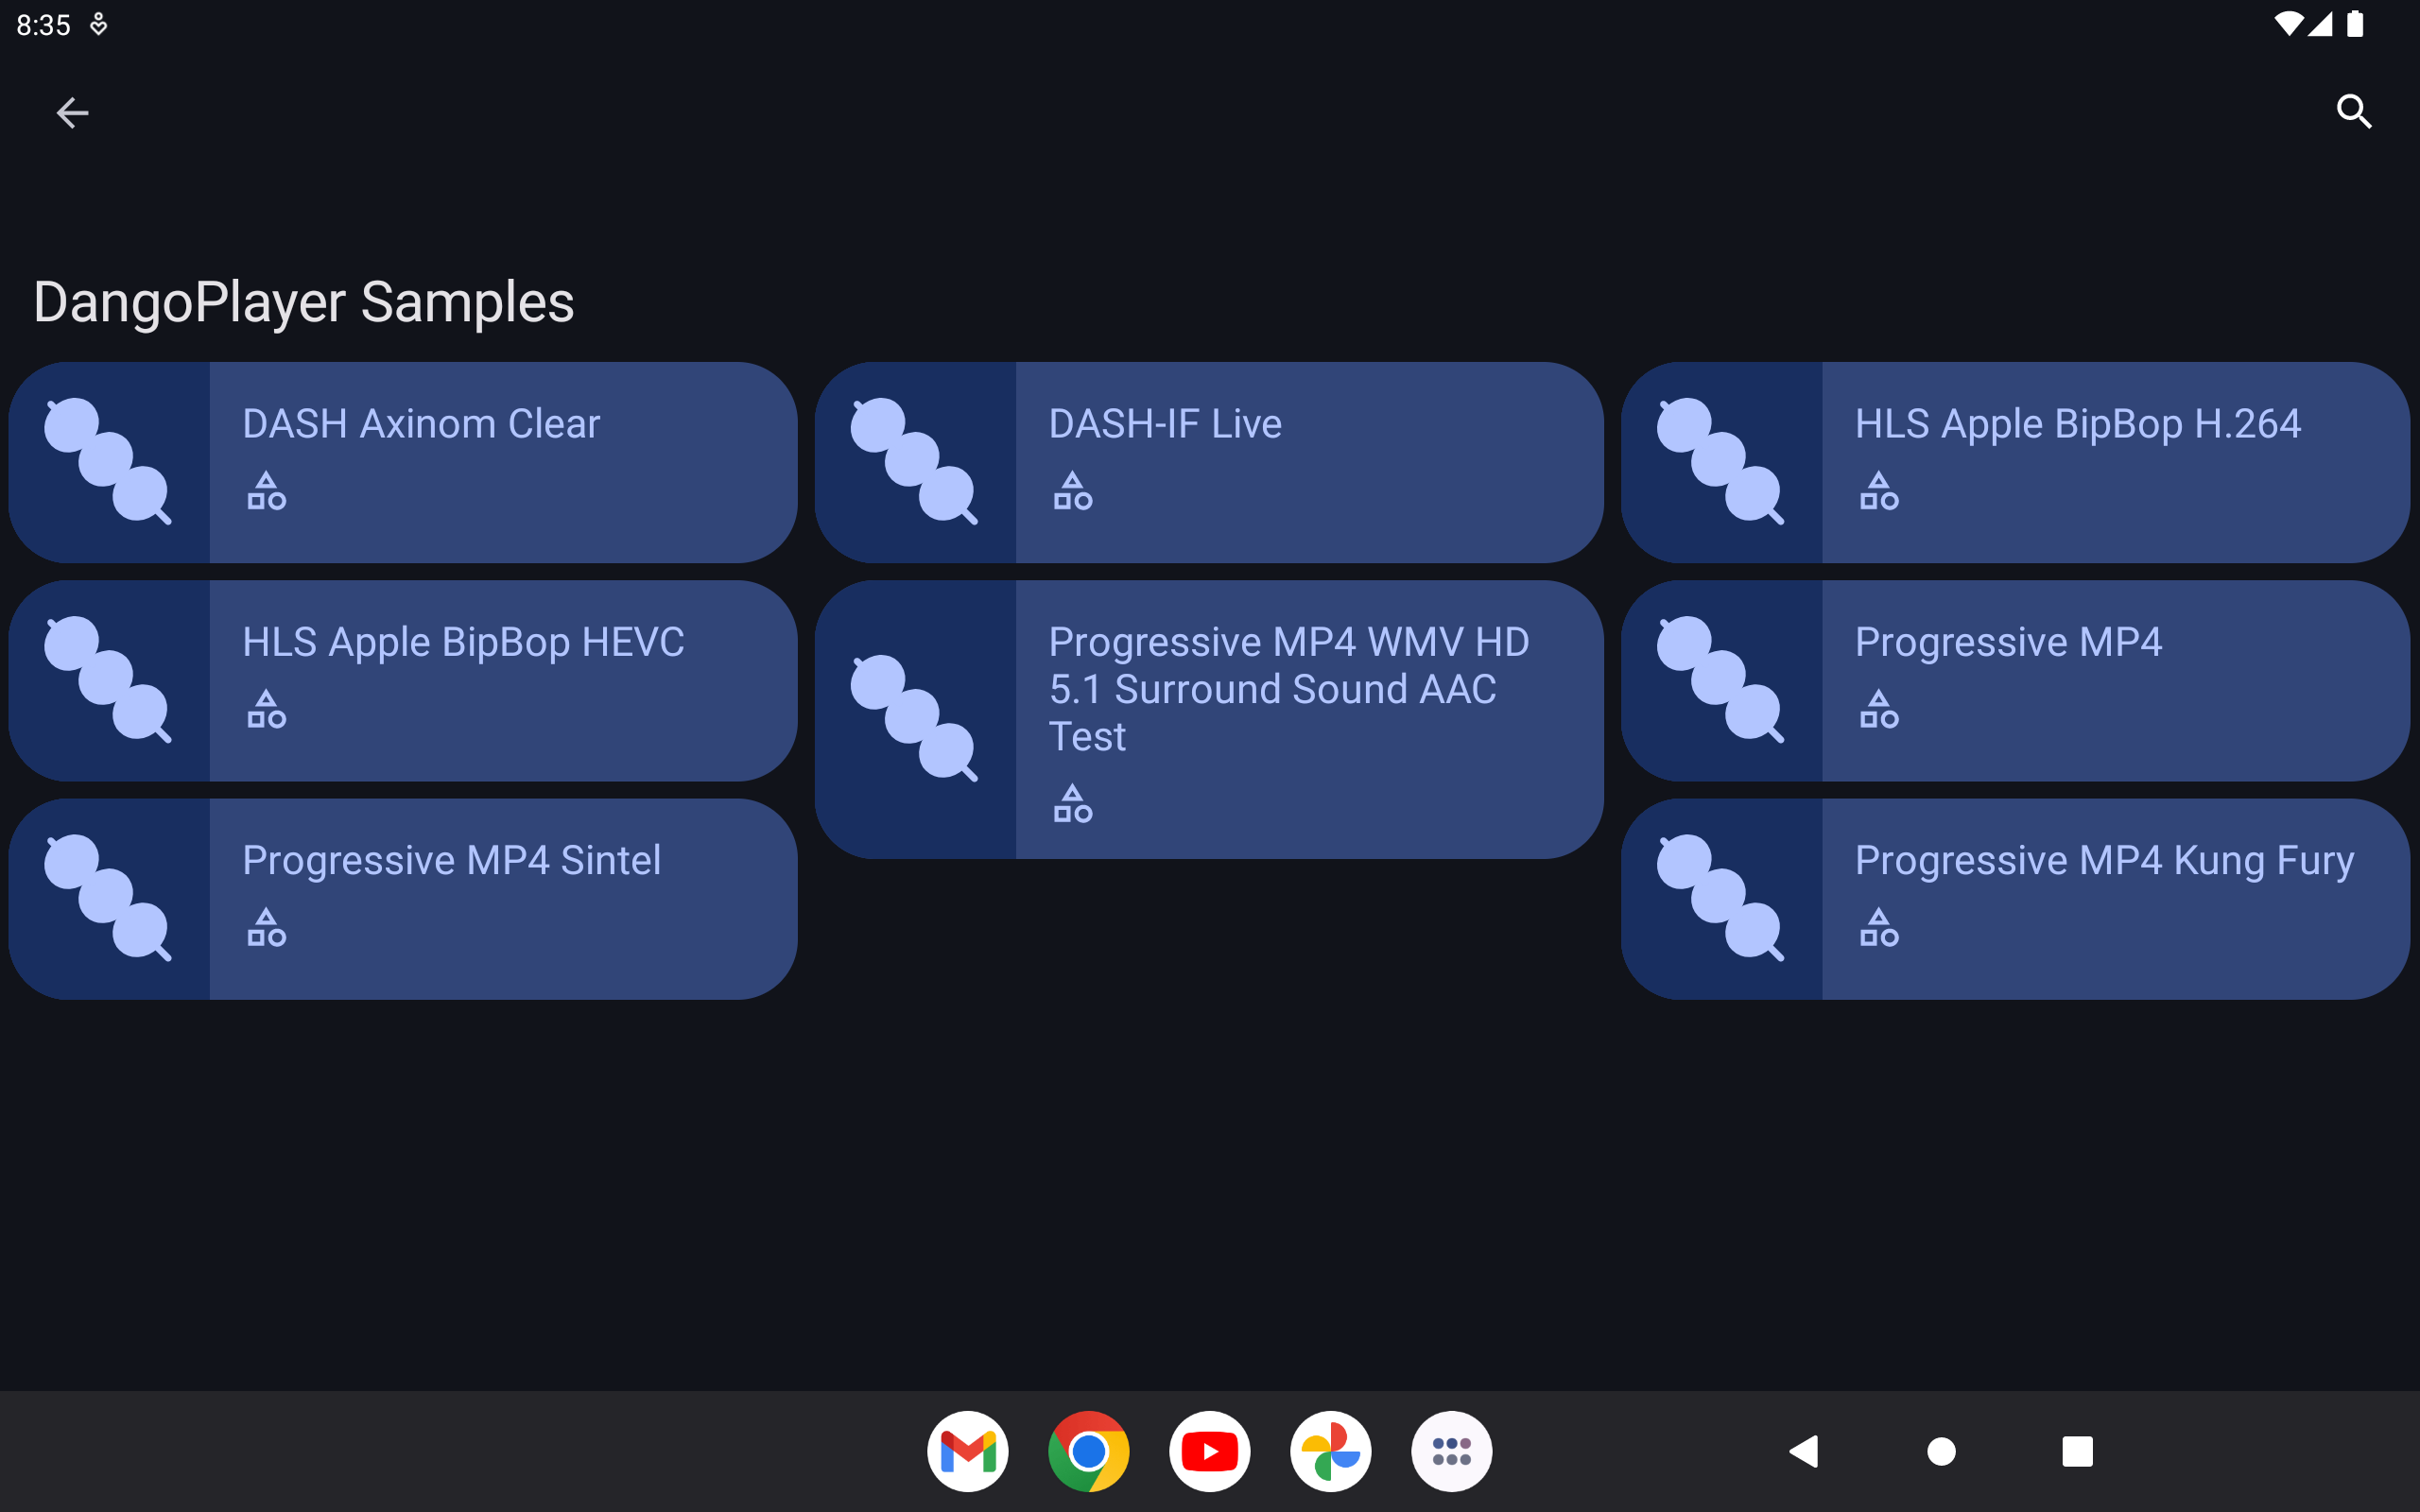 8:35
DangoPlayer Samples
DASH Axinom Clear
DASH-IF Live
HLS Apple BipBop H.264
HLS Apple BipBop HEVC
Progressive MP4 WMV HD
5.1 Surround Sound AAC
Test
Progressive MP4
Progressive MP4 Sintel
Progressive MP4 Kung Fury